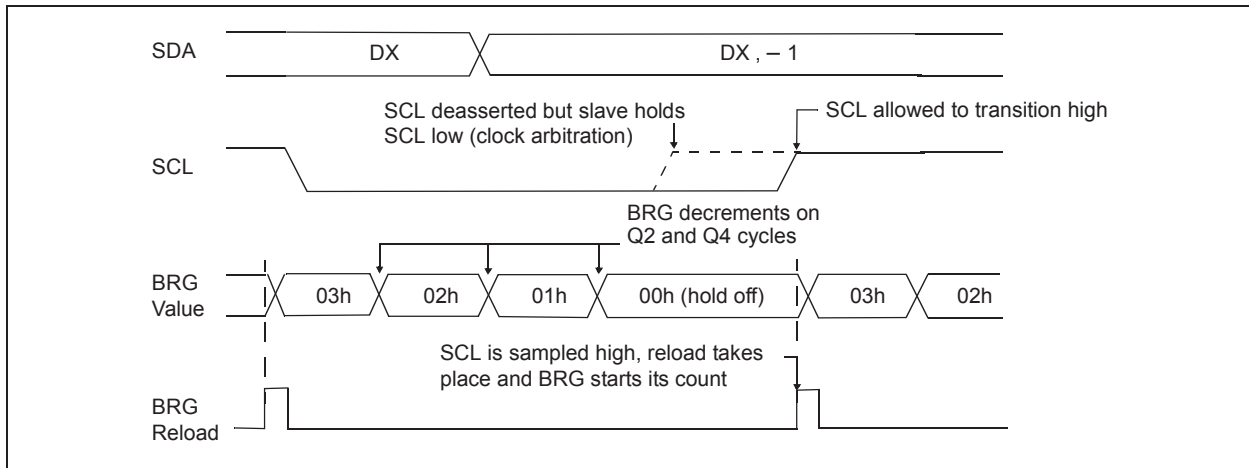 SDA
DX
DX , – 1
SCL deasserted but slave holds
SCL low (clock arbitration)
SCL allowed to transition high
SCL
BRG decrements on
Q2 and Q4 cycles
BRG
Value
03h
02h
01h
00h (hold off)
03h
02h
SCL is sampled high, reload takes
place and BRG starts its count
BRG
Reload